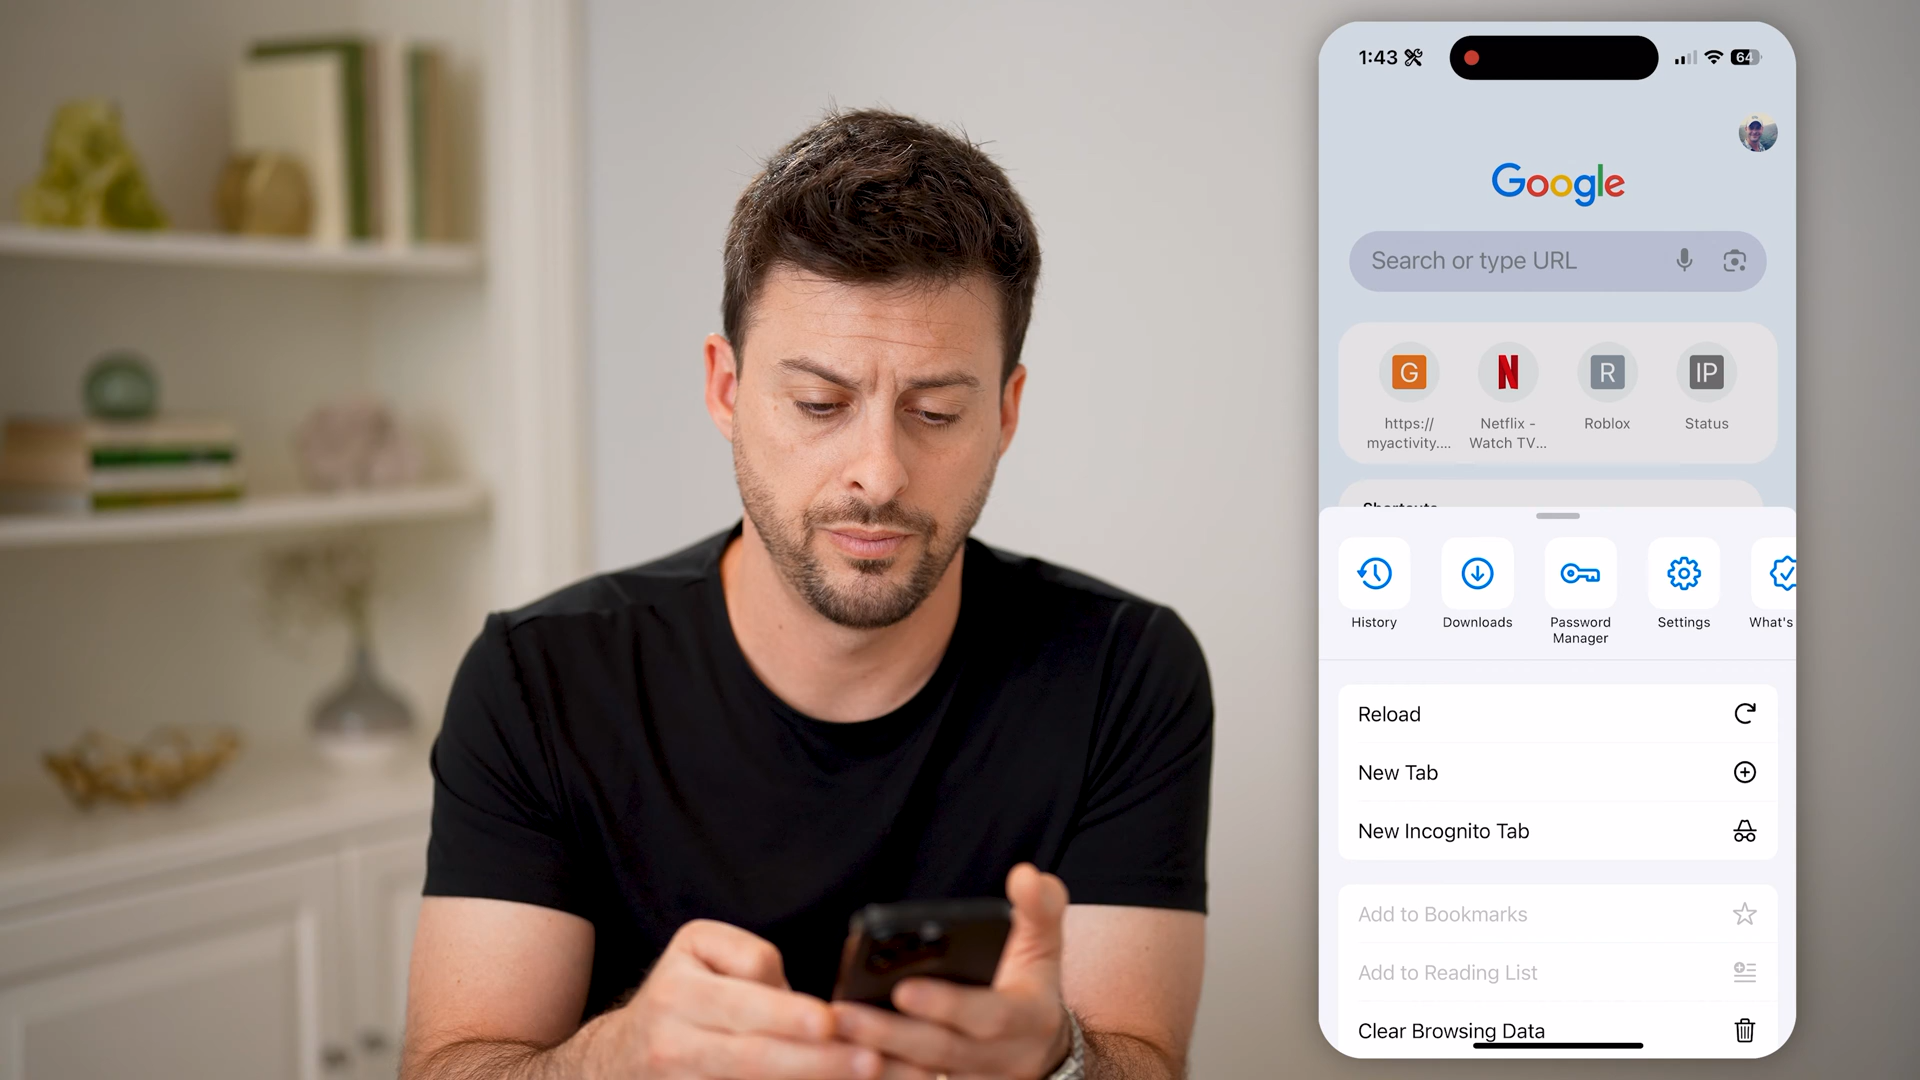 1:43
64
Google
Search or type URL
G
N
R
IP
https://
myactivity....
Netflix -
Watch TV...
Roblox
Status
Shortcuts
History
Downloads
Password
Manager
Settings
What's
Reload
New Tab
New Incognito Tab
Add to Bookmarks
Add to Reading List
Clear Browsing Data